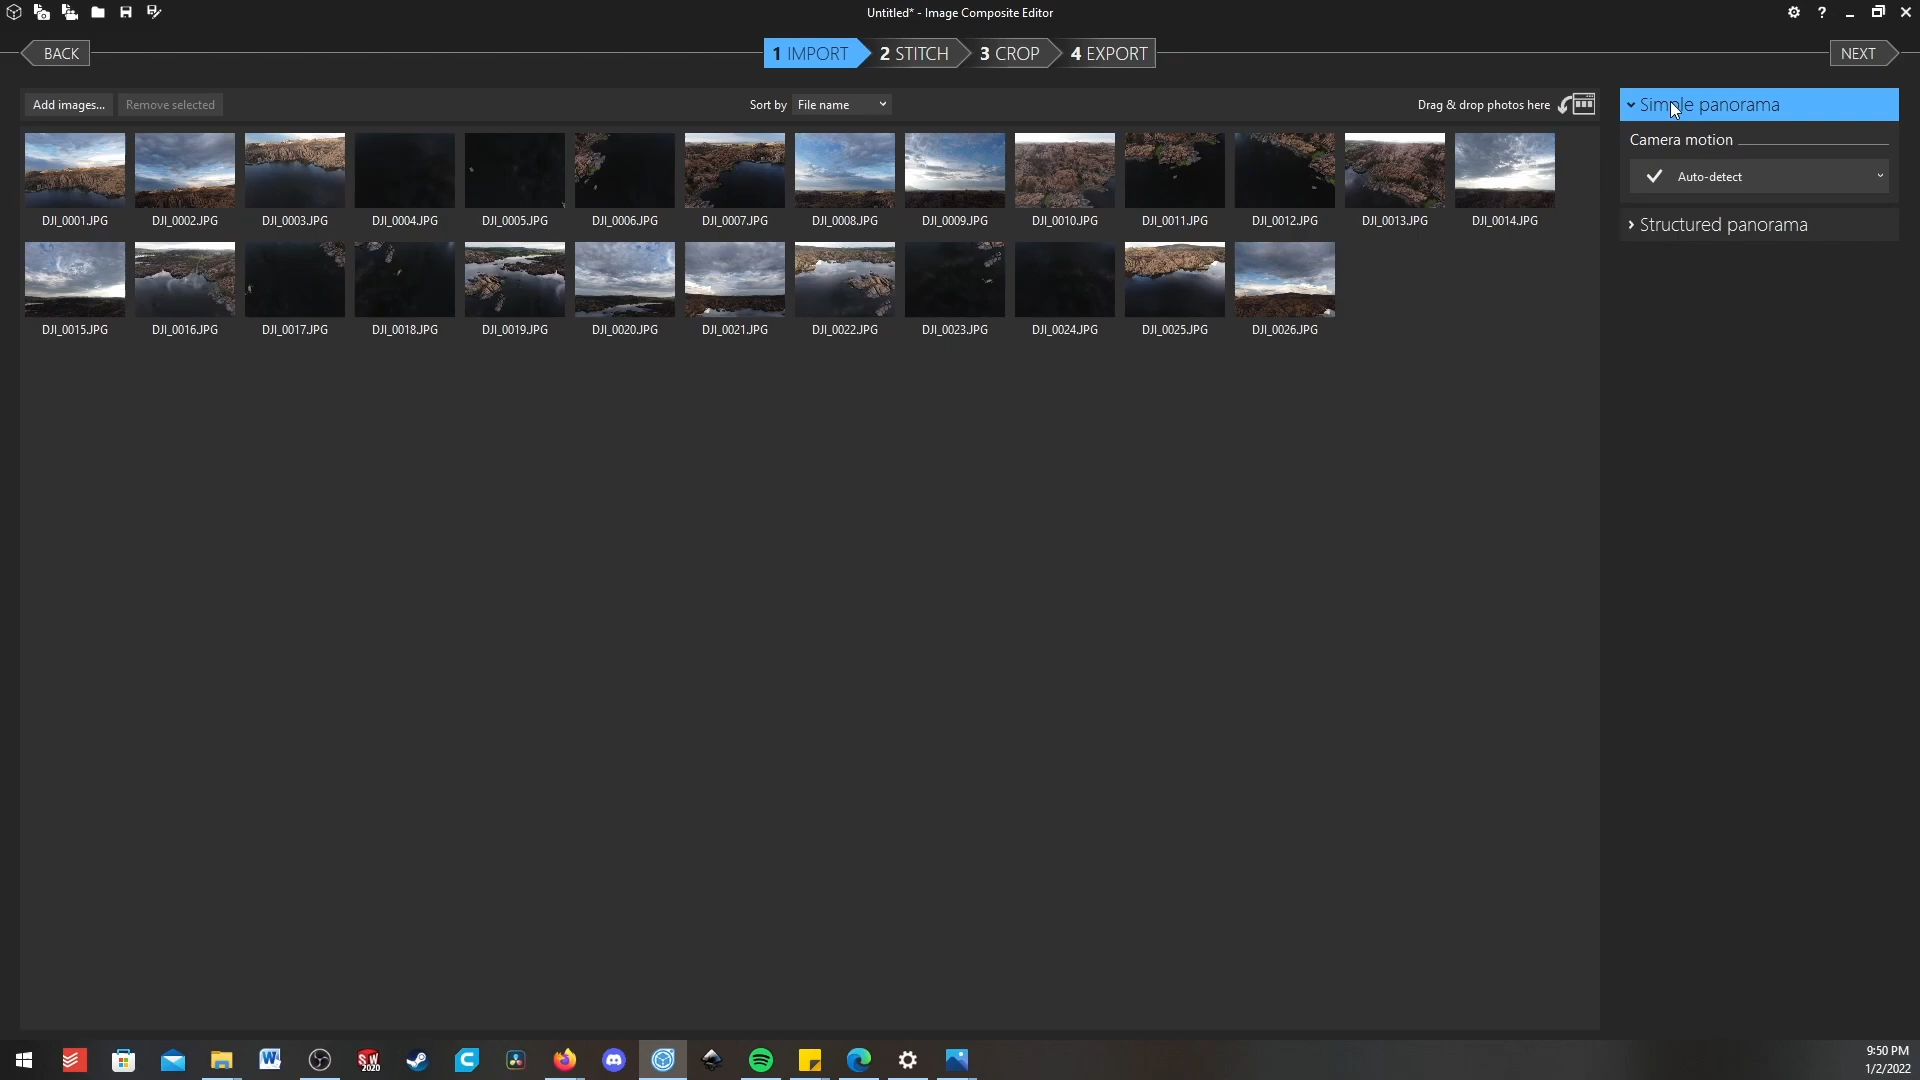 Untitled* - Image Composite Editor
?
BACK
1 IMPORT
2 STITCH
3 CROP
4 EXPORT
NEXT
Add images...
Remove selected
Sort by
File name
Drag & drop photos here
Simple panorama
Camera motion
Auto-detect
Structured panorama
DJI_0001.JPG
DJI_0002.JPG
DJI_0003.JPG
DJI_0004.JPG
DJI_0005.JPG
DJI_0006.JPG
DJI_0007.JPG
DJI_0008.JPG
DJI_0009.JPG
DJI_0010.JPG
DJI_0011.JPG
DJI_0012.JPG
DJI_0013.JPG
DJI_0014.JPG
DJI_0015.JPG
DJI_0016.JPG
DJI_0017.JPG
DJI_0018.JPG
DJI_0019.JPG
DJI_0020.JPG
DJI_0021.JPG
DJI_0022.JPG
DJI_0023.JPG
DJI_0024.JPG
DJI_0025.JPG
DJI_0026.JPG
W
SW
2020
9:50 PM
1/2/2022